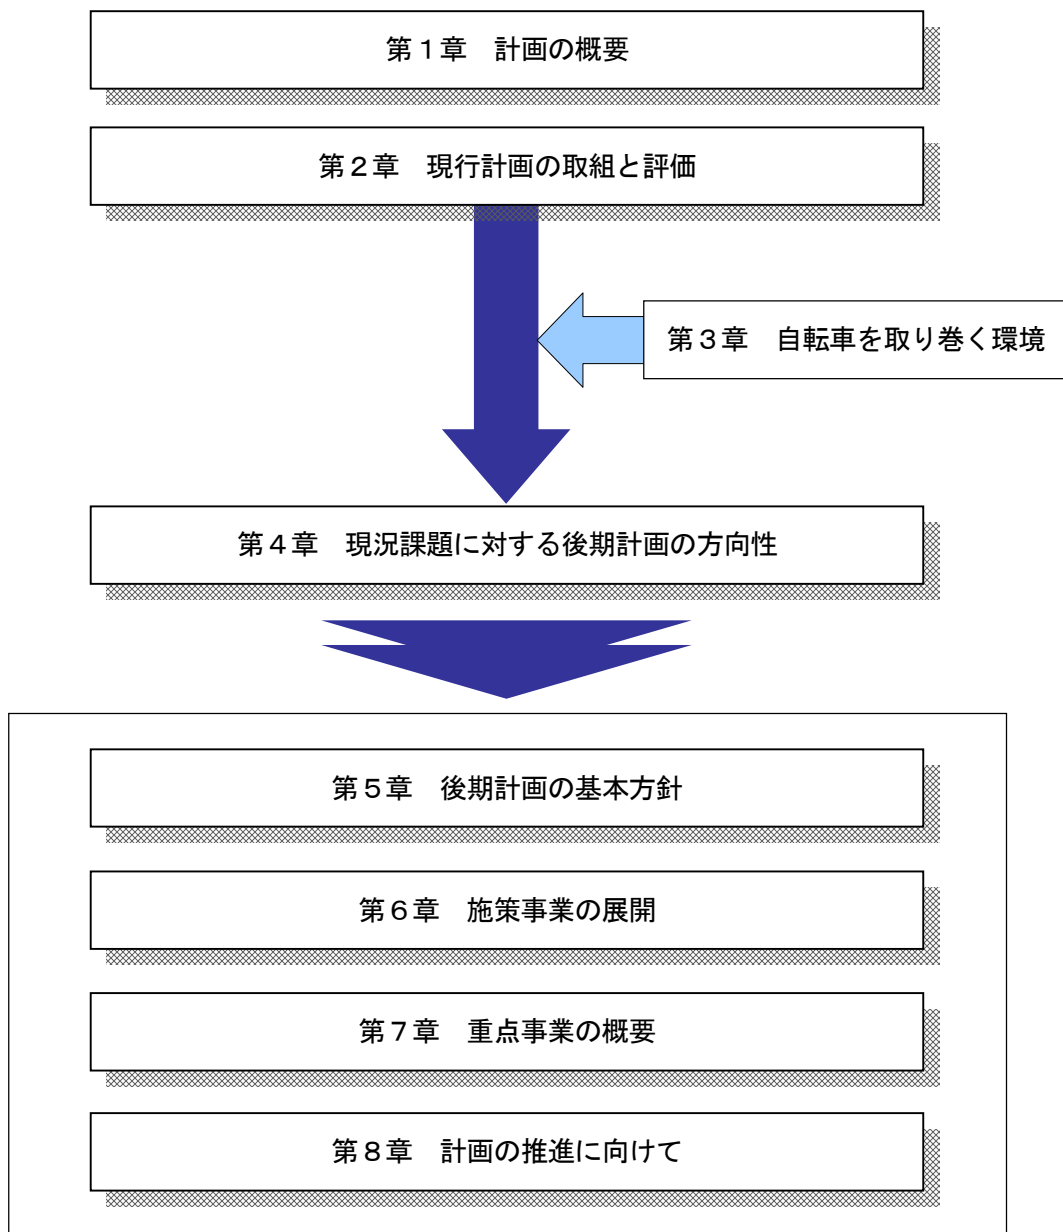 第１章　計画の概要
第２章　現行計画の取組と評価
第３章　自転車を取り巻く環境
第４章　現況課題に対する後期計画の方向性
第５章　後期計画の基本方針
第６章　施策事業の展開
第７章　重点事業の概要
第８章　計画の推進に向けて